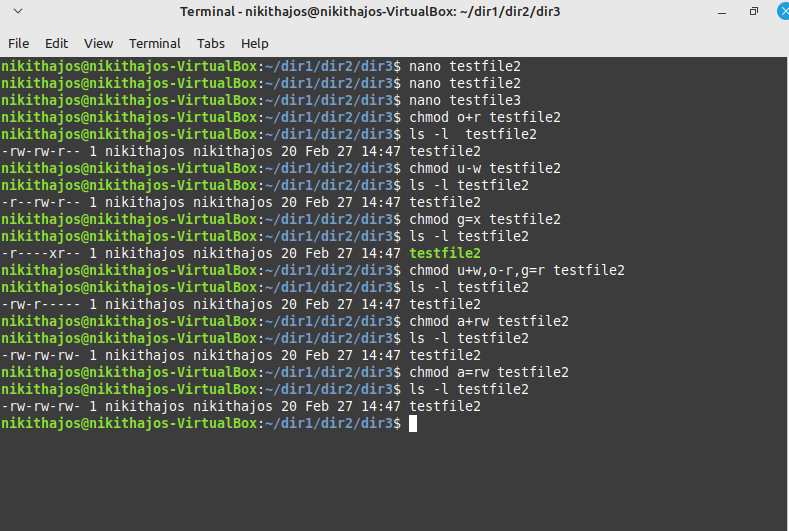 Terminal - nikithajos@nikithajos-VirtualBox: ~/dir1/dir2/dir3
File Edit View Terminal Tabs Help
nikithajos@nikithajos-VirtualBox:~/dir1/dir2/dir3$ nano testfile2
nikithajos@nikithajos-VirtualBox:~/dir1/dir2/dir3$ nano testfile2
nikithajos@nikithajos-VirtualBox:~/dir1/dir2/dir3$ nano testfile3
nikithajos@nikithajos-VirtualBox:~/dir1/dir2/dir3$ chmod o+r testfile2
nikithajos@nikithajos-VirtualBox:~/dir1/dir2/dir3$ ls -l  testfile2
-rw-rw-r-- 1 nikithajos nikithajos 20 Feb 27 14:47 testfile2
nikithajos@nikithajos-VirtualBox:~/dir1/dir2/dir3$ chmod u-w testfile2
nikithajos@nikithajos-VirtualBox:~/dir1/dir2/dir3$ ls -l testfile2
-r--rw-r-- 1 nikithajos nikithajos 20 Feb 27 14:47 testfile2
nikithajos@nikithajos-VirtualBox:~/dir1/dir2/dir3$ chmod g=x testfile2
nikithajos@nikithajos-VirtualBox:~/dir1/dir2/dir3$ ls -l testfile2
-r----xr-- 1 nikithajos nikithajos 20 Feb 27 14:47 testfile2
nikithajos@nikithajos-VirtualBox:~/dir1/dir2/dir3$ chmod u+w,o-r,g=r testfile2
nikithajos@nikithajos-VirtualBox:~/dir1/dir2/dir3$ ls -l testfile2
-rw-r----- 1 nikithajos nikithajos 20 Feb 27 14:47 testfile2
nikithajos@nikithajos-VirtualBox:~/dir1/dir2/dir3$ chmod a+rw testfile2
nikithajos@nikithajos-VirtualBox:~/dir1/dir2/dir3$ ls -l testfile2
-rw-rw-rw- 1 nikithajos nikithajos 20 Feb 27 14:47 testfile2
nikithajos@nikithajos-VirtualBox:~/dir1/dir2/dir3$ chmod a=rw testfile2
nikithajos@nikithajos-VirtualBox:~/dir1/dir2/dir3$ ls -l testfile2
-rw-rw-rw- 1 nikithajos nikithajos 20 Feb 27 14:47 testfile2
nikithajos@nikithajos-VirtualBox:~/dir1/dir2/dir3$